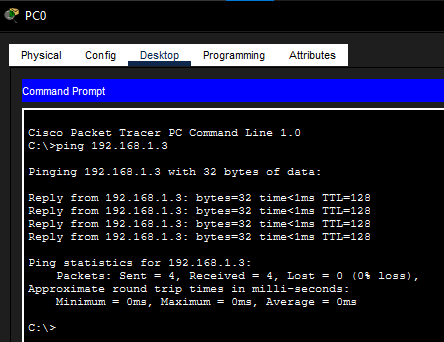 PC0
Physical Config Desktop Programming Attributes
Command Prompt
Cisco Packet Tracer PC Command Line 1.0
C:\>ping 192.168.1.3
Pinging 192.168.1.3 with 32 bytes of data:
Reply from 192.168.1.3: bytes=32 time<1ms TTL=128
Reply from 192.168.1.3: bytes=32 time<1ms TTL=128
Reply from 192.168.1.3: bytes=32 time<1ms TTL=128
Reply from 192.168.1.3: bytes=32 time<1ms TTL=128
Ping statistics for 192.168.1.3:
    Packets: Sent = 4, Received = 4, Lost = 0 (0% loss),
Approximate round trip times in milli-seconds:
    Minimum = 0ms, Maximum = 0ms, Average = 0ms
C:\>